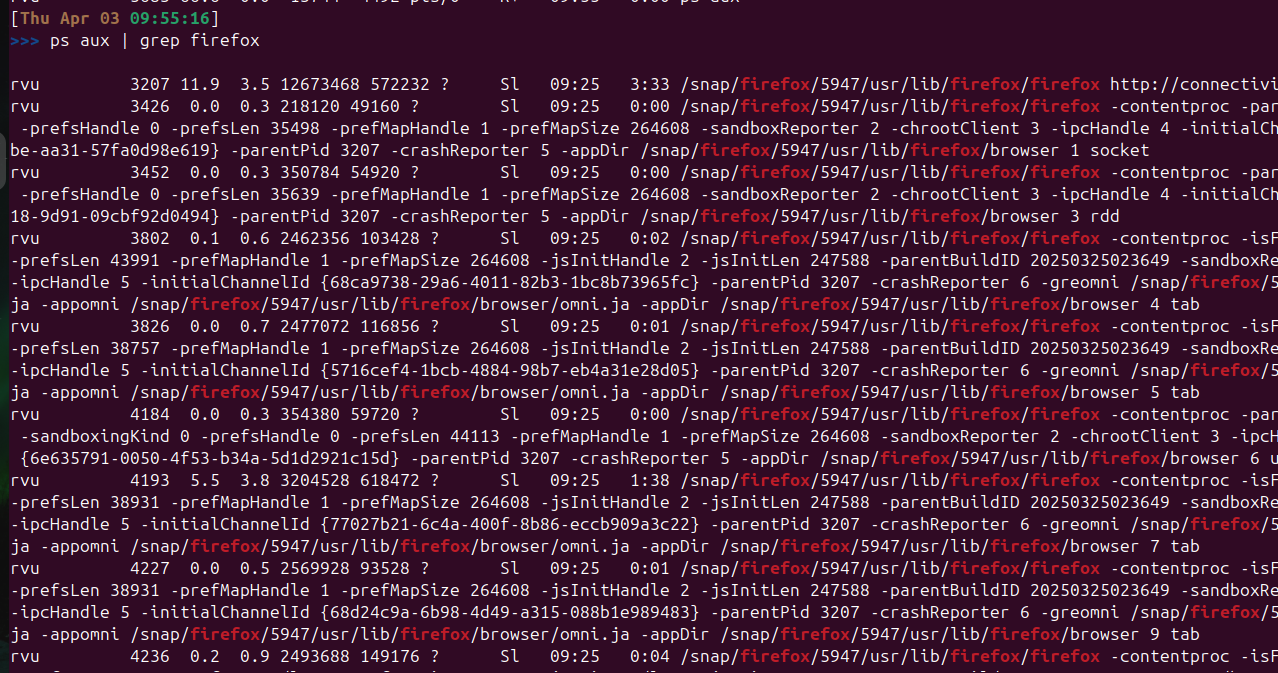 [Thu Apr 03 09:55:16]
>>> ps aux | grep firefox
rvu 3207 11.9 3.5 12673468 572232 ? Sl 09:25 3:33 /snap/firefox/5947/usr/lib/firefox/firefox http://connectivi
rvu 3426 0.0 0.3 218120 49160 ? Sl 09:25 0:00 /snap/firefox/5947/usr/lib/firefox/firefox -contentproc -par
-prefsHandle 0 -prefsLen 35498 -prefMapHandle 1 -prefMapSize 264608 -sandboxReporter 2 -chrootClient 3 -ipcHandle 4 -initialCh
be-aa31-57fa0d98e619} -parentPid 3207 -crashReporter 5 -appDir /snap/firefox/5947/usr/lib/firefox/browser 1 socket
rvu 3452 0.0 0.3 350784 54920 ? Sl 09:25 0:00 /snap/firefox/5947/usr/lib/firefox/firefox -contentproc -par
-prefsHandle 0 -prefsLen 35639 -prefMapHandle 1 -prefMapSize 264608 -sandboxReporter 2 -chrootClient 3 -ipcHandle 4 -initialCh
18-9d91-09cbf92d0494} -parentPid 3207 -crashReporter 5 -appDir /snap/firefox/5947/usr/lib/firefox/browser 3 rdd
rvu 3802 0.1 0.6 2462356 103428 ? Sl 09:25 0:02 /snap/firefox/5947/usr/lib/firefox/firefox -contentproc -isF
-prefsLen 43991 -prefMapHandle 1 -prefMapSize 264608 -jsInitHandle 2 -jsInitLen 247588 -parentBuildID 20250325023649 -sandboxRe
-ipcHandle 5 -initialChannelId {68ca9738-29a6-4011-82b3-1bc8b73965fc} -parentPid 3207 -crashReporter 6 -greomni /snap/firefox/5
ja -appomni /snap/firefox/5947/usr/lib/firefox/browser/omni.ja -appDir /snap/firefox/5947/usr/lib/firefox/browser 4 tab
rvu 3826 0.0 0.7 2477072 116856 ? Sl 09:25 0:01 /snap/firefox/5947/usr/lib/firefox/firefox -contentproc -isF
-prefsLen 38757 -prefMapHandle 1 -prefMapSize 264608 -jsInitHandle 2 -jsInitLen 247588 -parentBuildID 20250325023649 -sandboxRe
-ipcHandle 5 -initialChannelId {5716cef4-1bcb-4884-98b7-eb4a31e28d05} -parentPid 3207 -crashReporter 6 -greomni /snap/firefox/5
ja -appomni /snap/firefox/5947/usr/lib/firefox/browser/omni.ja -appDir /snap/firefox/5947/usr/lib/firefox/browser 5 tab
rvu 4184 0.0 0.3 354380 59720 ? Sl 09:25 0:00 /snap/firefox/5947/usr/lib/firefox/firefox -contentproc -par
-sandboxingKind 0 -prefsHandle 0 -prefsLen 44113 -prefMapHandle 1 -prefMapSize 264608 -sandboxReporter 2 -chrootClient 3 -ipcH
{6e635791-0050-4f53-b34a-5d1d2921c15d} -parentPid 3207 -crashReporter 5 -appDir /snap/firefox/5947/usr/lib/firefox/browser 6 u
rvu 4193 5.5 3.8 3204528 618472 ? Sl 09:25 1:38 /snap/firefox/5947/usr/lib/firefox/firefox -contentproc -isF
-prefsLen 38931 -prefMapHandle 1 -prefMapSize 264608 -jsInitHandle 2 -jsInitLen 247588 -parentBuildID 20250325023649 -sandboxRe
-ipcHandle 5 -initialChannelId {77027b21-6c4a-400f-8b86-eccb909a3c22} -parentPid 3207 -crashReporter 6 -greomni /snap/firefox/5
ja -appomni /snap/firefox/5947/usr/lib/firefox/browser/omni.ja -appDir /snap/firefox/5947/usr/lib/firefox/browser 7 tab
rvu 4227 0.0 0.5 2569928 93528 ? Sl 09:25 0:01 /snap/firefox/5947/usr/lib/firefox/firefox -contentproc -isF
-prefsLen 38931 -prefMapHandle 1 -prefMapSize 264608 -jsInitHandle 2 -jsInitLen 247588 -parentBuildID 20250325023649 -sandboxRe
-ipcHandle 5 -initialChannelId {68d24c9a-6b98-4d49-a315-088b1e989483} -parentPid 3207 -crashReporter 6 -greomni /snap/firefox/5
ja -appomni /snap/firefox/5947/usr/lib/firefox/browser/omni.ja -appDir /snap/firefox/5947/usr/lib/firefox/browser 9 tab
rvu 4236 0.2 0.9 2493688 149176 ? Sl 09:25 0:04 /snap/firefox/5947/usr/lib/firefox/firefox -contentproc -isF